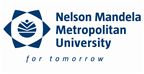 Nelson Mandela
Metropolitan
University
for tomorrow